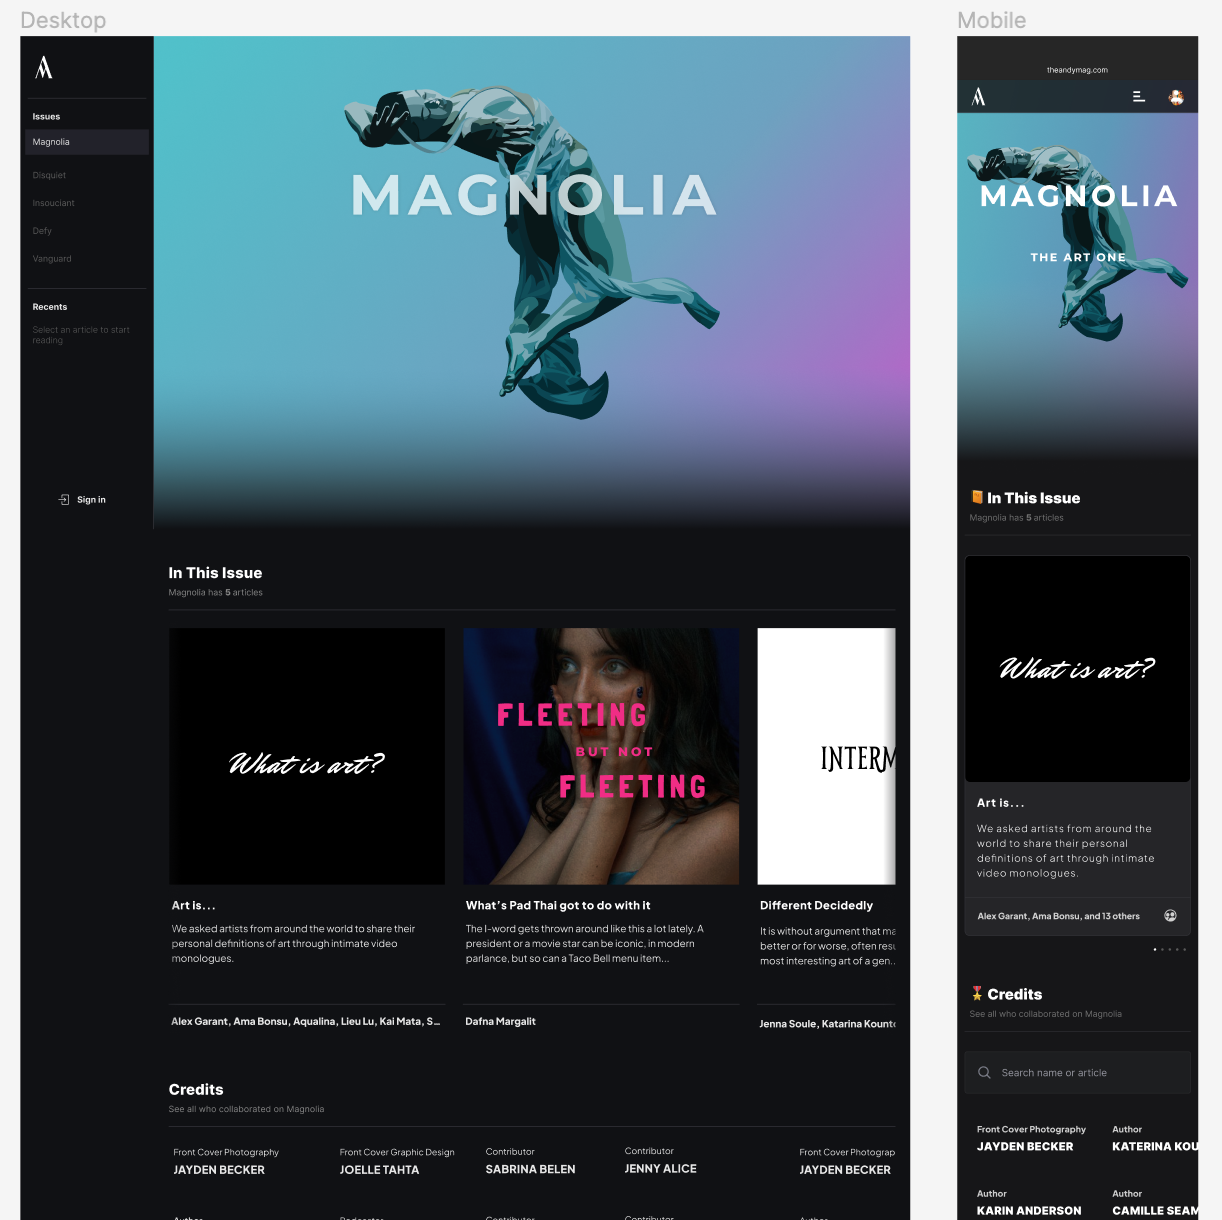 Desktop
Issues
Magnolia
Disquiet
Insouciant
Defy
Vanguard
Recents
Select an article to start
reading
Sign in
MAGNOLIA
In This Issue
Magnolia has 5 articles
What is art?
Art is...
We asked artists from around the world to share their
personal definitions of art through intimate video
monologues.
Alex Garant, Ama Bonsu, Aqualina, Lieu Lu, Kai Mata, S...
FLEETING
BUT NOT
FLEETING
What's Pad Thai got to do with it
The I-word gets thrown around like this a lot lately. A
president or a movie star can be iconic, in modern
parlance, but so can a Taco Bell menu item...
Dafna Margalit
INTERM
Different Decidedly
It is without argument that ma
better or for worse, often resu
most interesting art of a gen..
Jenna Soule, Katarina Kounto
Credits
See all who collaborated on Magnolia
Front Cover Photography
JAYDEN BECKER
Front Cover Graphic Design
JOELLE TAHTA
Contributor
SABRINA BELEN
Contributor
JENNY ALICE
Front Cover Photograp
JAYDEN BECKER
Mobile
theandymag.com
MAGNOLIA
THE ART ONE
In This Issue
Magnolia has 5 articles
What is art?
Art is...
We asked artists from around the
world to share their personal
definitions of art through intimate
video monologues.
Alex Garant, Ama Bonsu, and 13 others
Credits
See all who collaborated on Magnolia
Search name or article
Front Cover Photography
JAYDEN BECKER
Author
KATERINA KOU
Author
KARIN ANDERSON
Author
CAMILLE SEAM